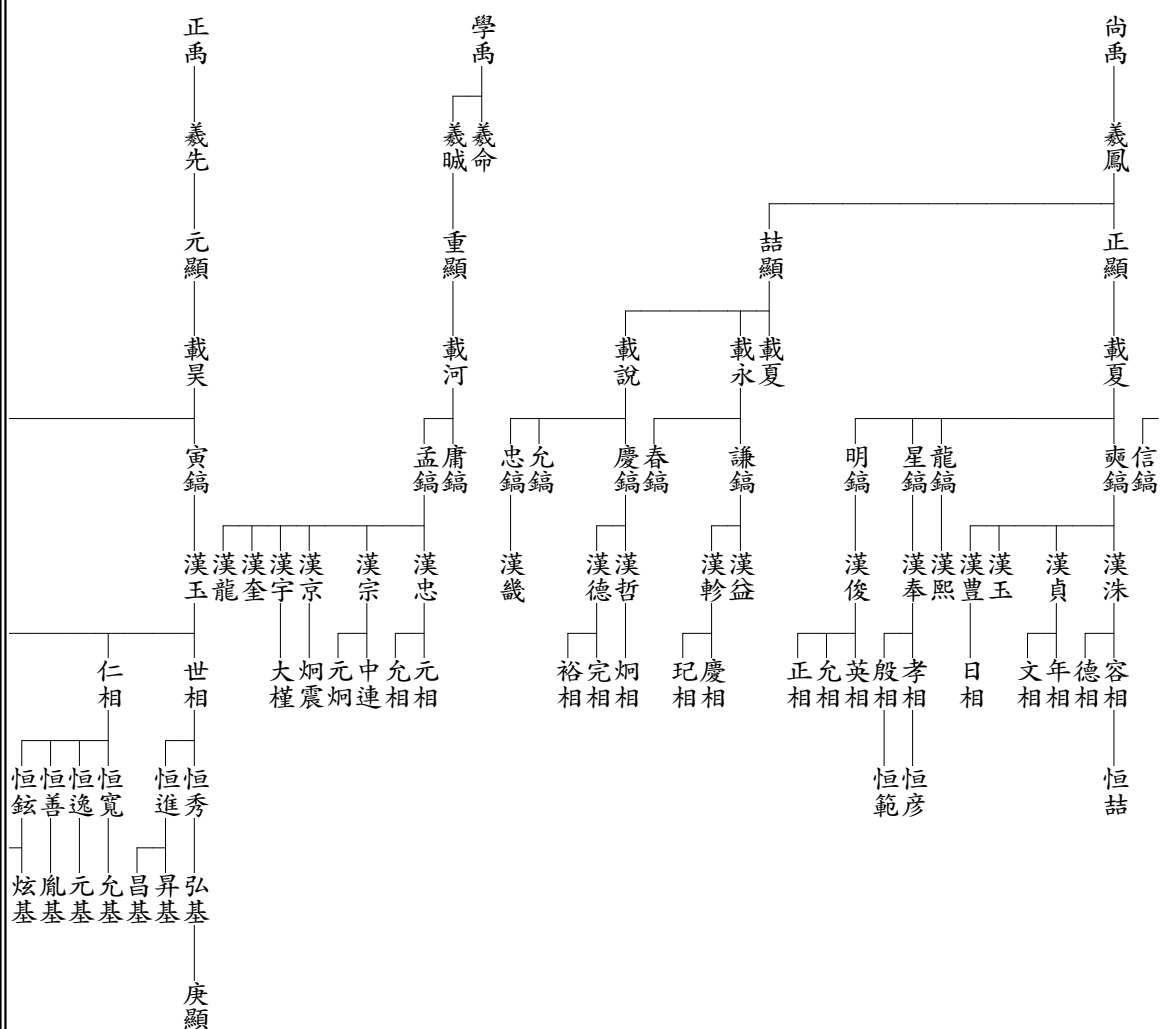 尚禹
學禹
正禹
羲鳳
羲命
羲晠
羲先
正顯
喆顯
重顯
元顯
載夏
載夏
載永
載說
載河
載昊
信鎬
奭鎬
龍鎬
星鎬
明鎬
謙鎬
春鎬
慶鎬
允鎬
忠鎬
庸鎬
孟鎬
寅鎬
漢洙
漢貞
漢玉
漢豊
漢熙
漢奉
漢俊
漢益
漢軫
漢哲
漢德
漢畿
漢忠
漢宗
漢京
漢宇
漢奎
漢龍
漢玉
容相
德相
年相
文相
日相
孝相
殷相
英相
允相
正相
慶相
玘相
炯相
完相
裕相
元相
允相
中連
元炯
炯震
大槿
世相
仁相
恒喆
恒彦
恒範
恒秀
恒進
恒寬
恒逸
恒善
恒鉉
弘基
昇基
昌基
允基
元基
胤基
炫基
庚顯